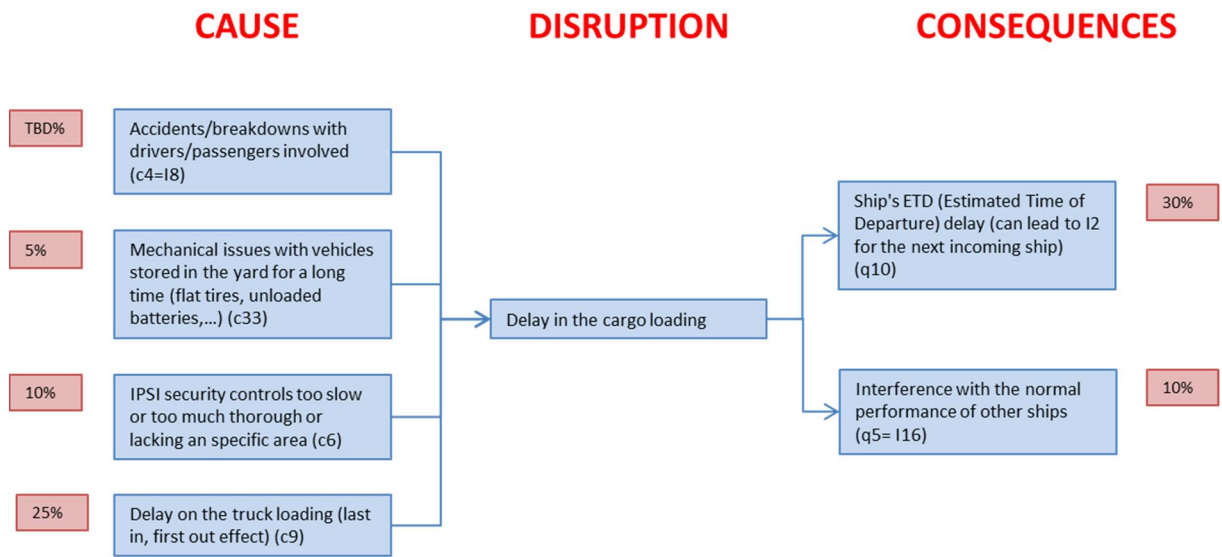 CAUSE
DISRUPTION
CONSEQUENCES
TBD%
Accidents/breakdowns with
drivers/passengers involved
(c4=I8)
5%
Mechanical issues with vehicles
stored in the yard for a long
time (flat tires, unloaded
batteries,...) (c33)
10%
IPSI security controls too slow
or too much thorough or
lacking an specific area (c6)
25%
Delay on the truck loading (last
in, first out effect) (c9)
Delay in the cargo loading
Ship's ETD (Estimated Time of
Departure) delay (can lead to I2
for the next incoming ship)
(q10)
30%
Interference with the normal
performance of other ships
(q5= I16)
10%